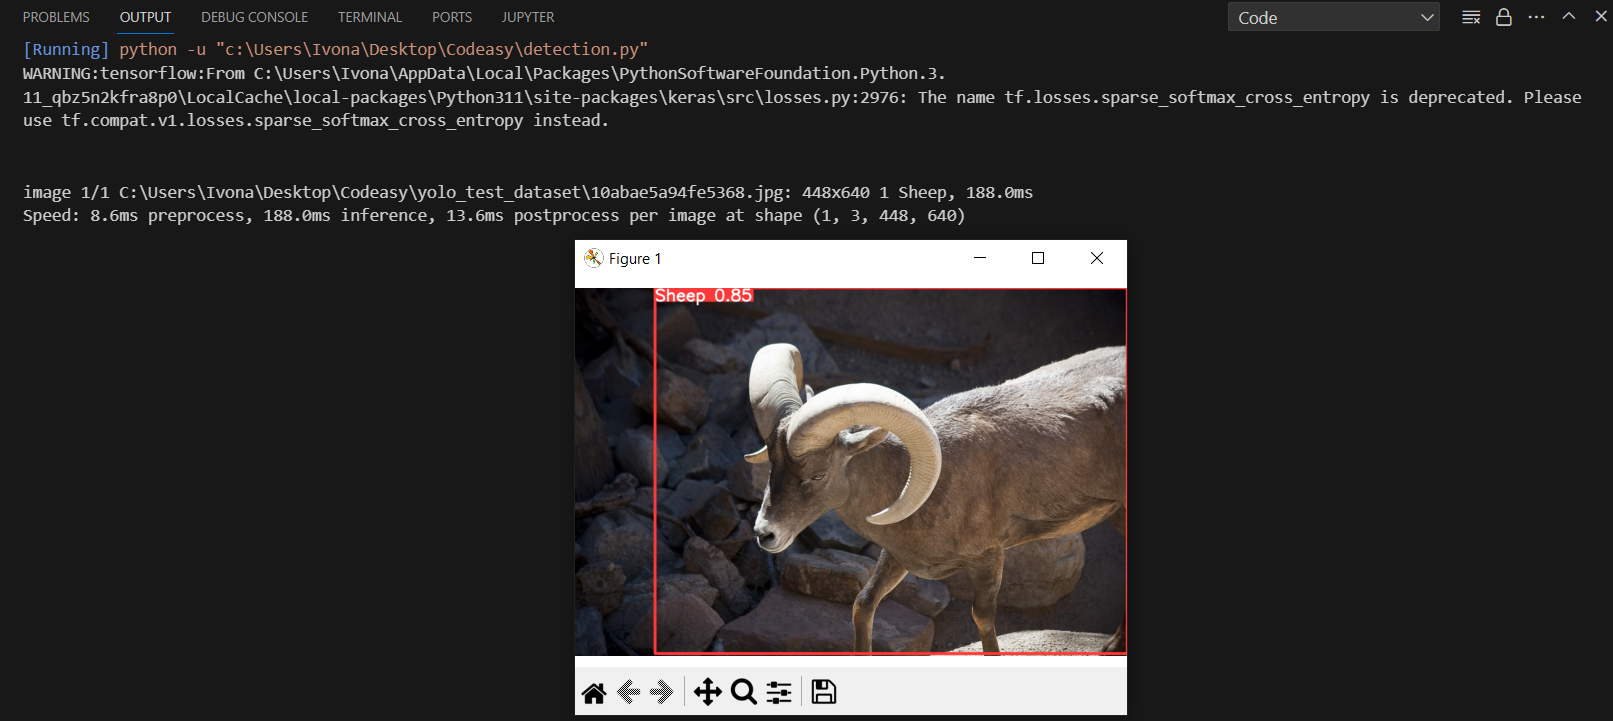 PROBLEMS OUTPUT DEBUG CONSOLE TERMINAL PORTS JUPYTER Code
[Running] python -u "c:\Users\Ivona\Desktop\Codeasy\detection.py"
WARNING:tensorflow:From C:\Users\Ivona\AppData\Local\Packages\PythonSoftwareFoundation.Python.3.
11_qbz5n2kfra8p0\LocalCache\local-packages\Python311\site-packages\keras\src\losses.py:2976: The name tf.losses.sparse_softmax_cross_entropy is deprecated. Please
use tf.compat.v1.losses.sparse_softmax_cross_entropy instead.
image 1/1 C:\Users\Ivona\Desktop\Codeasy\yolo_test_dataset\10abae5a94fe5368.jpg: 448x640 1 Sheep, 188.0ms
Speed: 8.6ms preprocess, 188.0ms inference, 13.6ms postprocess per image at shape (1, 3, 448, 640)
Figure 1
Sheep 0.85